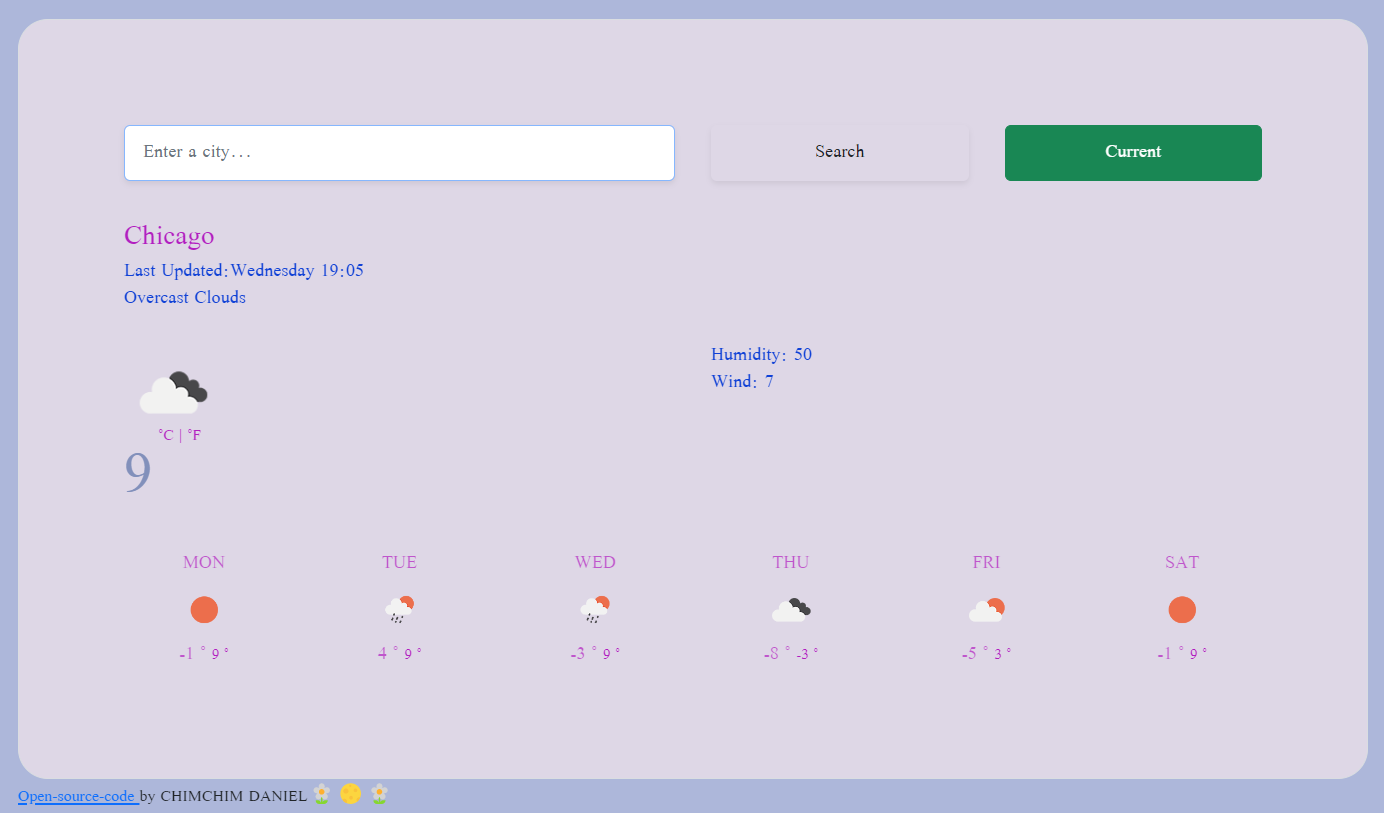 Enter a city...
Search
Current
Chicago
Last Updated:Wednesday 19:05
Overcast Clouds
Humidity: 50
Wind: 7
°C | °F
9
MON TUE WED THU FRI SAT
-1 ° 9 ° 4 ° 9 ° -3 ° 9 ° -8 ° -3 ° -5 ° 3 ° -1 ° 9 °
Open-source-code by CHIMCHIM DANIEL